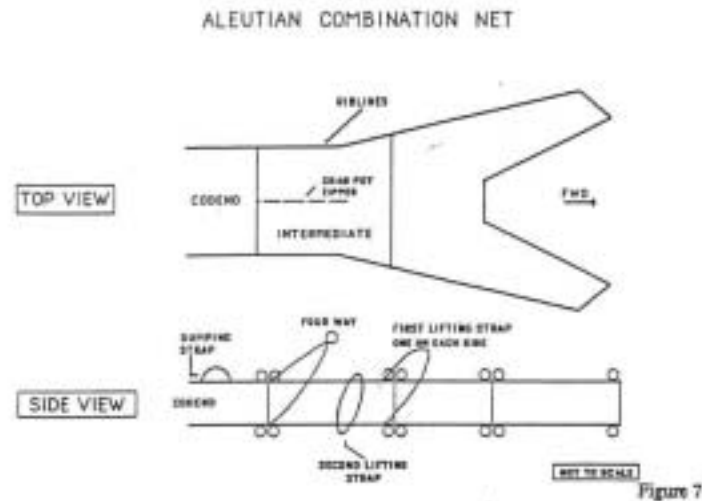 ALEUTIAN COMBINATION NET
RIBLINES
TOP VIEW
CODEND
CRAB POT
ZIPPER
FWD
INTERMEDIATE
DUMPING
STRAP
FOUR WAY
FIRST LIFTING STRAP
ONE ON EACH SIDE
SIDE VIEW
CODEND
SECOND LIFTING
STRAP
NOT TO SCALE
Figure 7